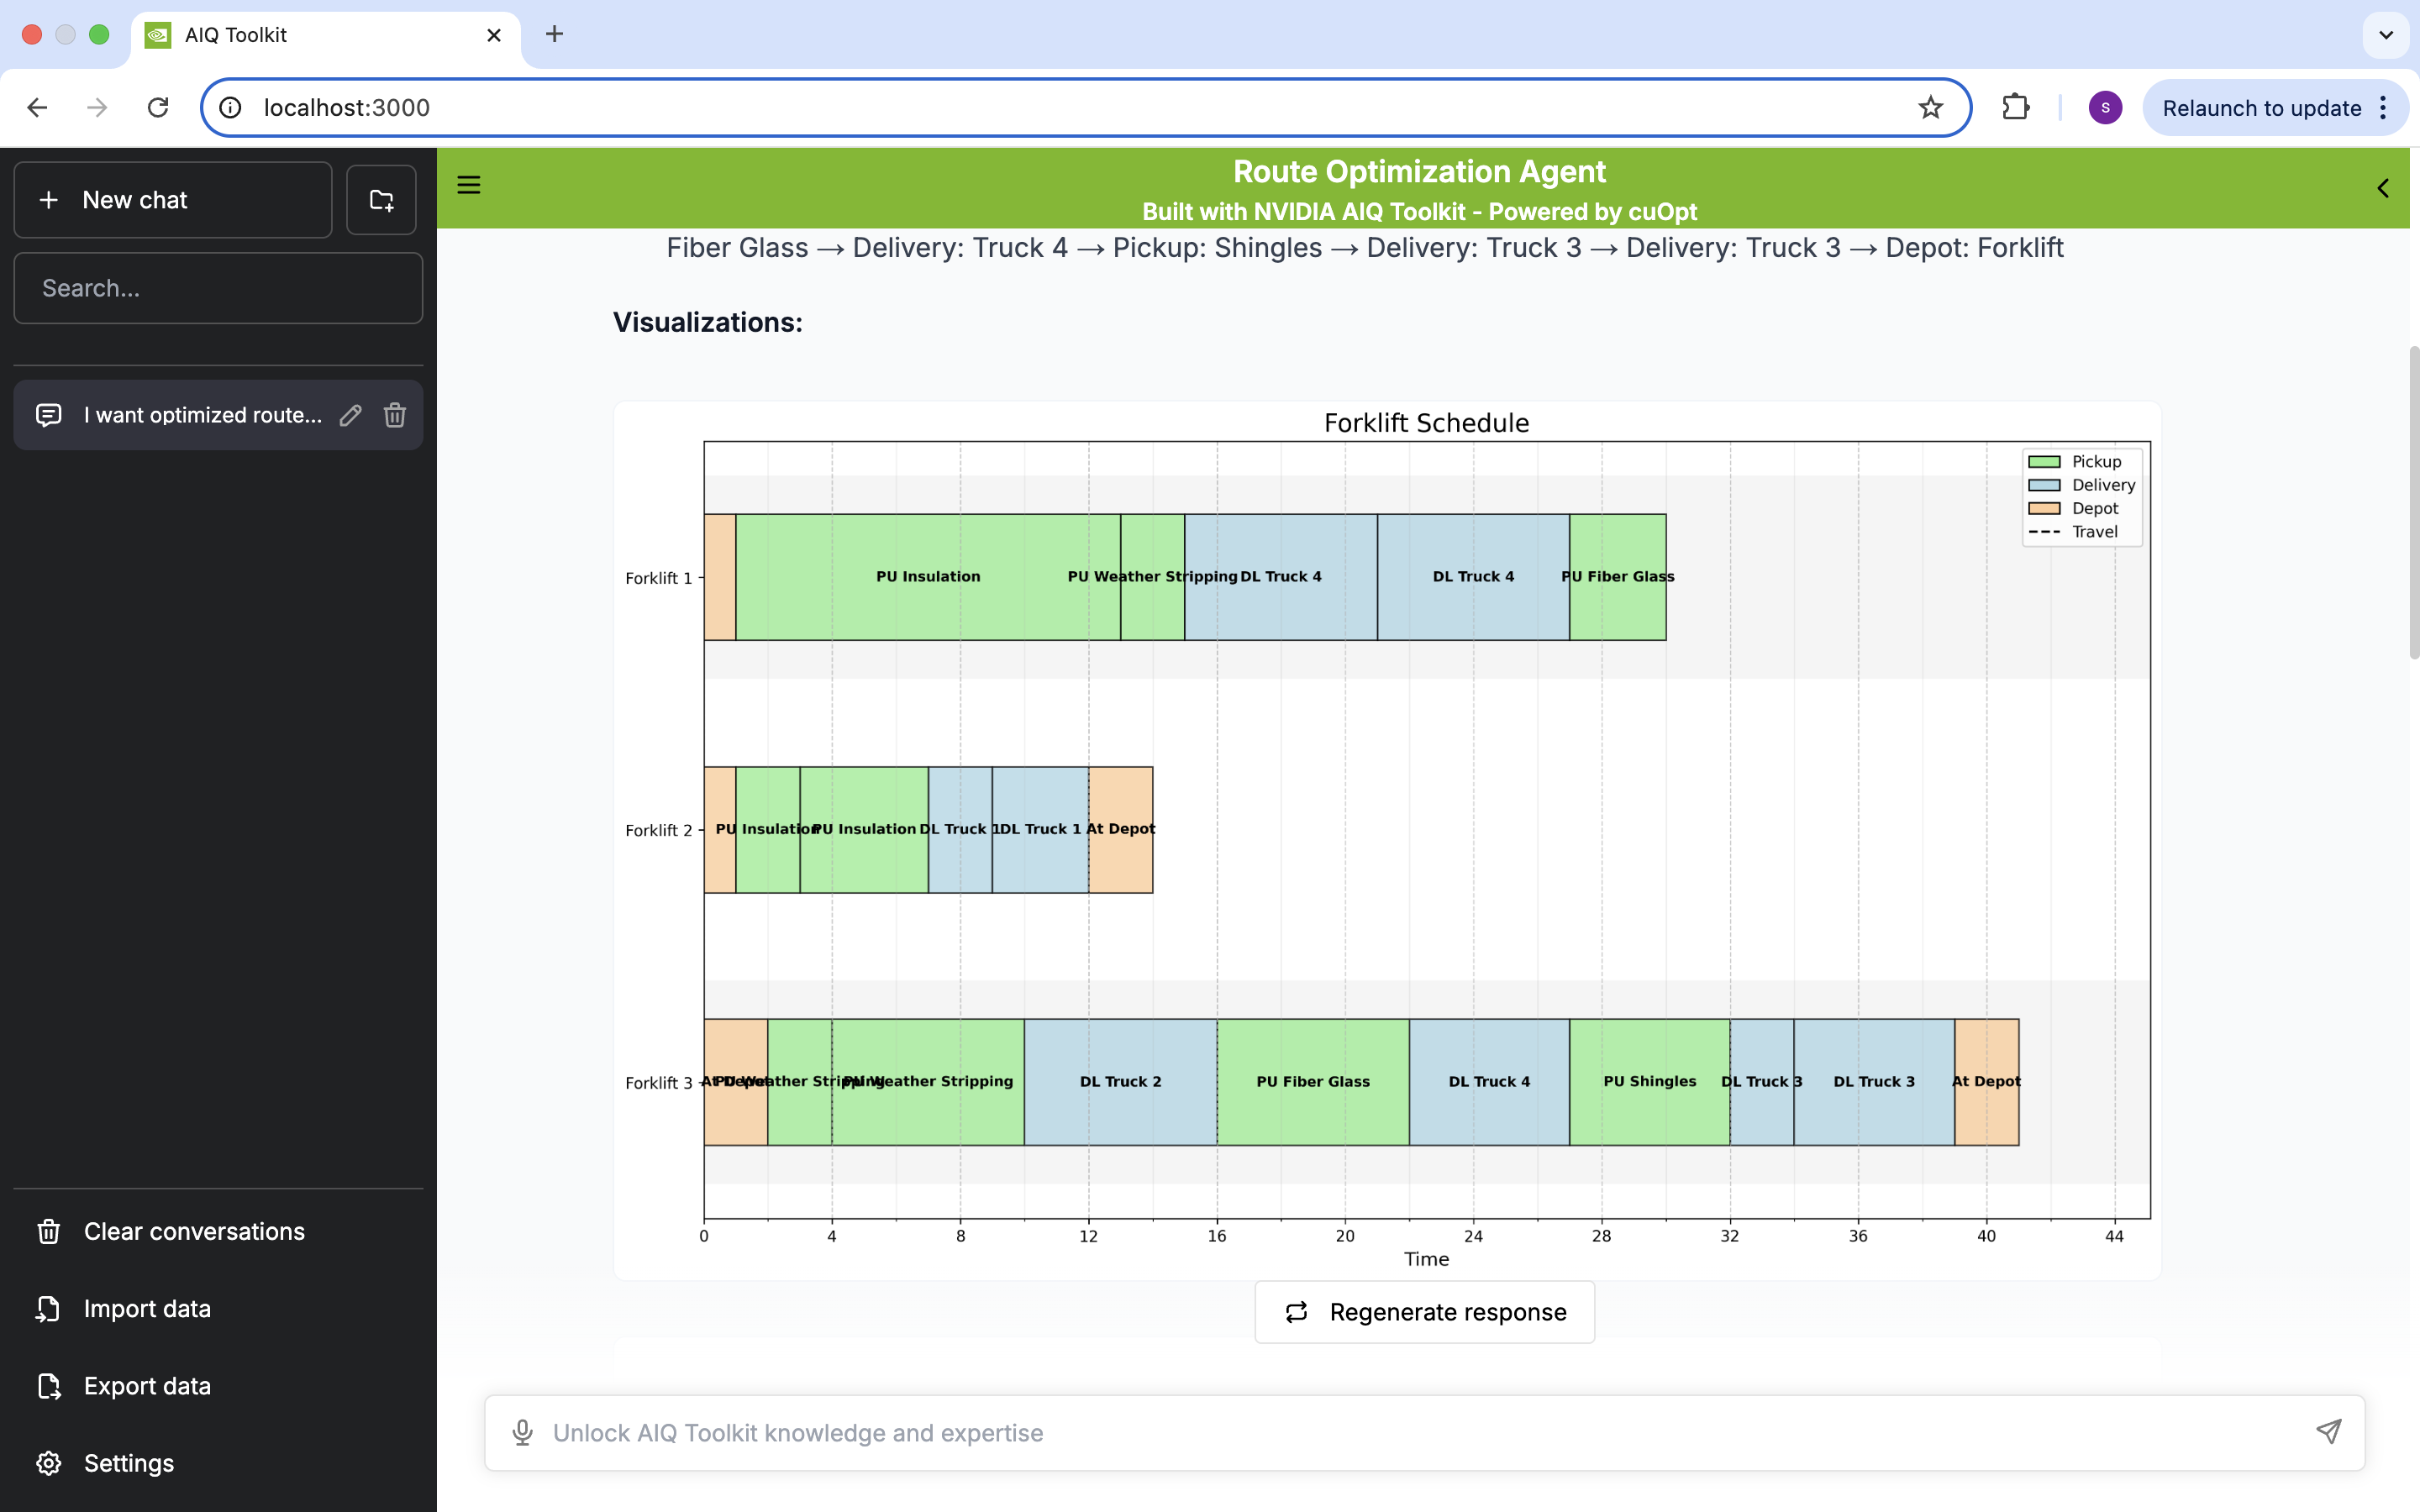 AIQ Toolkit
localhost:3000
S
Relaunch to update
New chat
Search...
I want optimized route...
Clear conversations
Import data
Export data
Settings
Route Optimization Agent
Built with NVIDIA AIQ Toolkit - Powered by cuOpt
Fiber Glass → Delivery: Truck 4 → Pickup: Shingles → Delivery: Truck 3 → Delivery: Truck 3 → Depot: Forklift
Visualizations:
Forklift Schedule
Pickup
Delivery
Depot
Travel
Forklift 1
PU Insulation
PU Weather Stripping
DL Truck 4
DL Truck 4
PU Fiber Glass
Forklift 2
PU Insulation
PU Insulation
DL Truck 1
DL Truck 1
At Depot
Forklift 3
At Depot
PU Weather Stripping
PU Weather Stripping
DL Truck 2
PU Fiber Glass
DL Truck 4
PU Shingles
DL Truck 3
DL Truck 3
At Depot
0 4 8 12 16 20 24 28 32 36 40 44
Time
Regenerate response
Unlock AIQ Toolkit knowledge and expertise